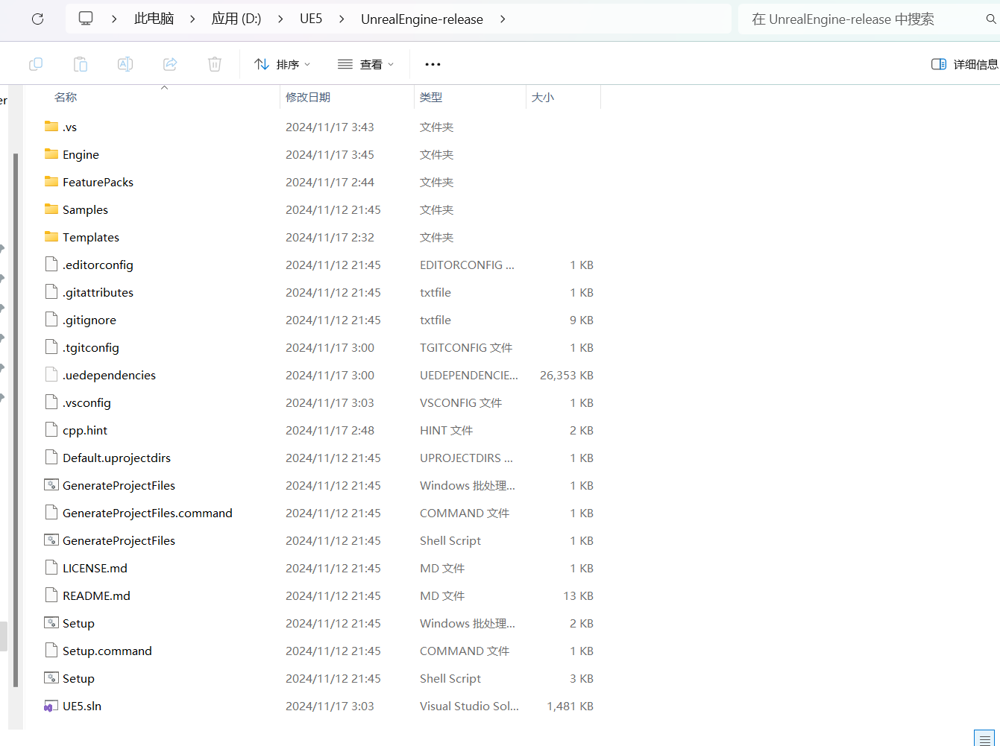 此电脑 > 应用 (D:) > UE5 > UnrealEngine-release >
在 UnrealEngine-release 中搜索
排序 查看 ••• 详细信息
er
名称 修改日期 类型 大小
.vs 2024/11/17 3:43 文件夹
Engine 2024/11/17 3:45 文件夹
FeaturePacks 2024/11/17 2:44 文件夹
Samples 2024/11/12 21:45 文件夹
Templates 2024/11/17 2:32 文件夹
.editorconfig 2024/11/12 21:45 EDITORCONFIG ... 1 KB
.gitattributes 2024/11/12 21:45 txtfile 1 KB
.gitignore 2024/11/12 21:45 txtfile 9 KB
.tgitconfig 2024/11/17 3:00 TGITCONFIG 文件 1 KB
.uedependencies 2024/11/17 3:00 UEDEPENDENCIE... 26,353 KB
.vsconfig 2024/11/17 3:03 VSCONFIG 文件 1 KB
cpp.hint 2024/11/17 2:48 HINT 文件 2 KB
Default.uprojectdirs 2024/11/12 21:45 UPROJECTDIRS ... 1 KB
GenerateProjectFiles 2024/11/12 21:45 Windows 批处理... 1 KB
GenerateProjectFiles.command 2024/11/12 21:45 COMMAND 文件 1 KB
GenerateProjectFiles 2024/11/12 21:45 Shell Script 1 KB
LICENSE.md 2024/11/12 21:45 MD 文件 1 KB
README.md 2024/11/12 21:45 MD 文件 13 KB
Setup 2024/11/12 21:45 Windows 批处理... 2 KB
Setup.command 2024/11/12 21:45 COMMAND 文件 1 KB
Setup 2024/11/12 21:45 Shell Script 3 KB
UE5.sln 2024/11/17 3:03 Visual Studio Sol... 1,481 KB